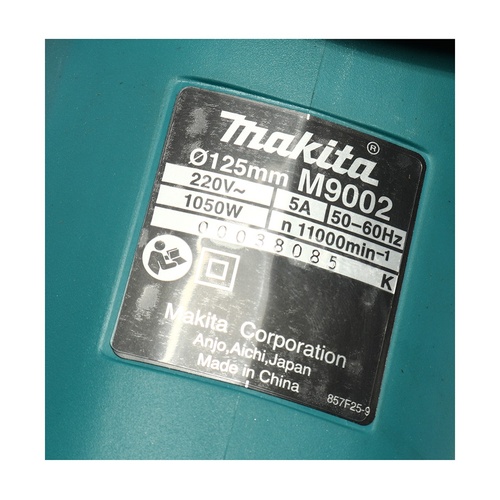 makita ®
Ø125mm M9002
220V~ 5A 50-60Hz
1050W n 11000min-1
00038085 K
Makita Corporation
Anjo,Aichi,Japan
Made in China
857F25-9